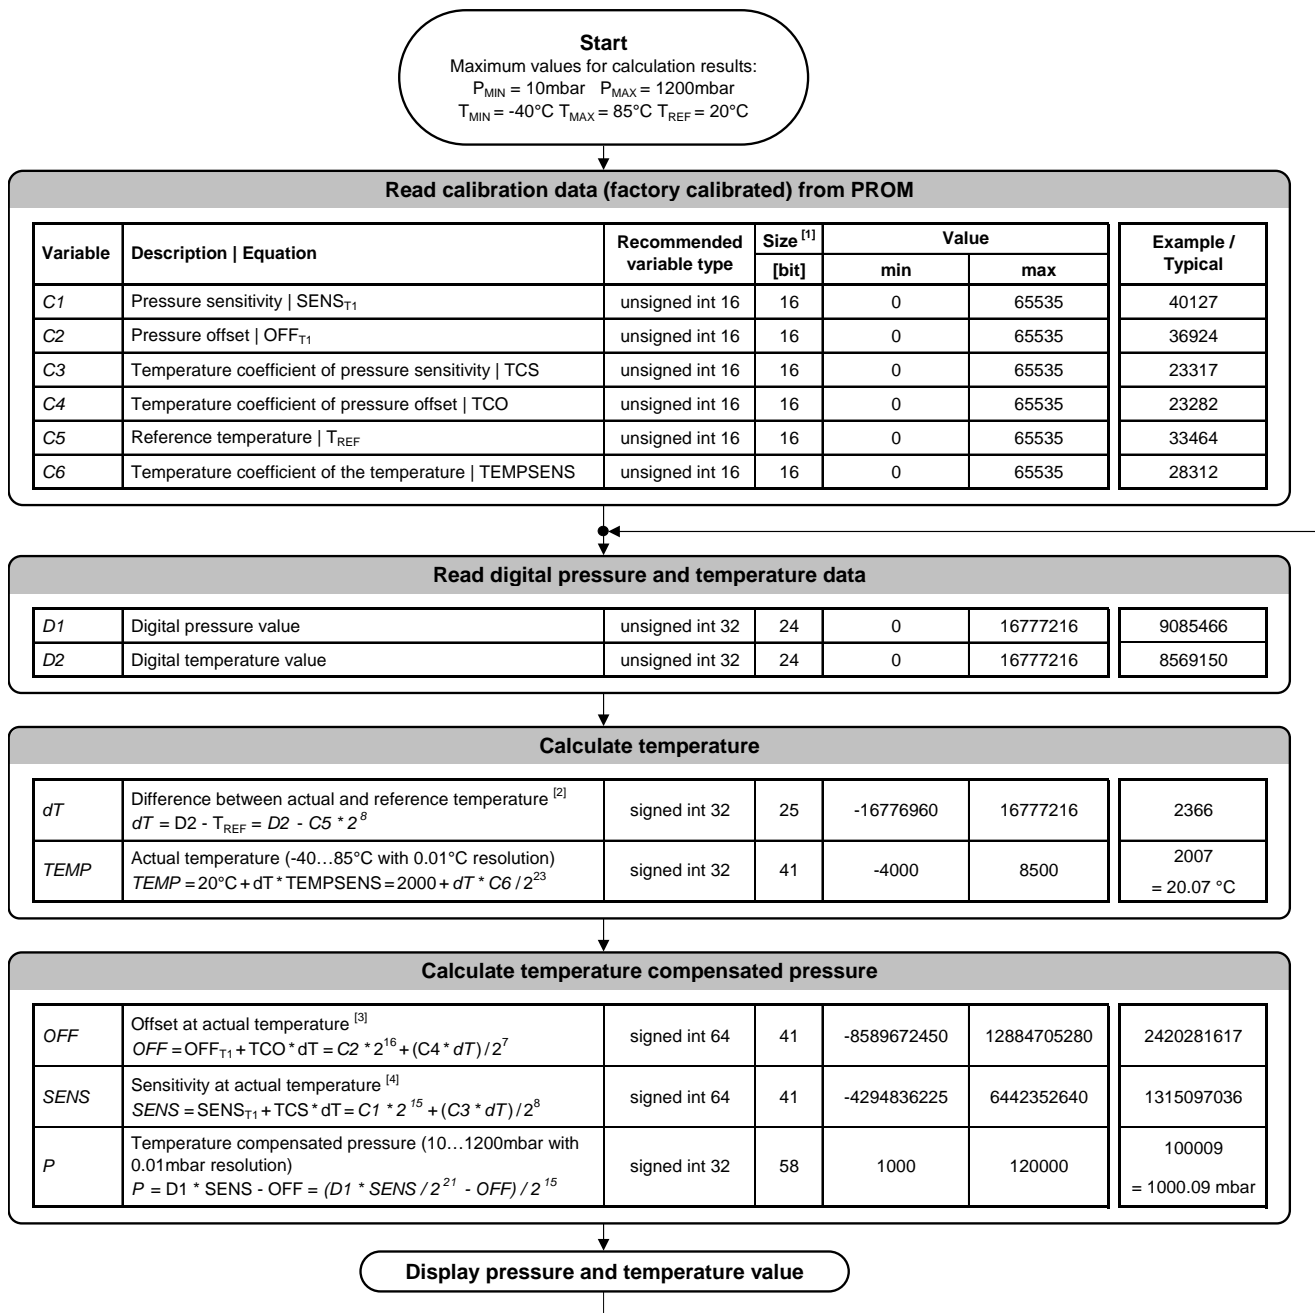 Start
Maximum values for calculation results:
P_MIN = 10mbar P_MAX = 1200mbar
T_MIN = -40°C T_MAX = 85°C T_REF = 20°C
Read calibration data (factory calibrated) from PROM
Variable | Description | Equation | Recommended variable type | Size [1] [bit] | Value min | max | Example / Typical
C1 Pressure sensitivity | SENS_T1 unsigned int 16 16 0 65535 40127
C2 Pressure offset | OFF_T1 unsigned int 16 16 0 65535 36924
C3 Temperature coefficient of pressure sensitivity | TCS unsigned int 16 16 0 65535 23317
C4 Temperature coefficient of pressure offset | TCO unsigned int 16 16 0 65535 23282
C5 Reference temperature | T_REF unsigned int 16 16 0 65535 33464
C6 Temperature coefficient of the temperature | TEMPSENS unsigned int 16 16 0 65535 28312
Read digital pressure and temperature data
D1 Digital pressure value unsigned int 32 24 0 16777216 9085466
D2 Digital temperature value unsigned int 32 24 0 16777216 8569150
Calculate temperature
dT Difference between actual and reference temperature [2] signed int 32 25 -16776960 16777216 2366
dT = D2 - T_REF = D2 - C5 * 2^8
TEMP Actual temperature (-40…85°C with 0.01°C resolution) signed int 32 41 -4000 8500 2007
TEMP = 20°C + dT * TEMPSENS = 2000 + dT * C6 / 2^23 = 20.07 °C
Calculate temperature compensated pressure
OFF Offset at actual temperature [3] signed int 64 41 -8589672450 12884705280 2420281617
OFF = OFF_T1 + TCO * dT = C2 * 2^16 + (C4 * dT) / 2^7
SENS Sensitivity at actual temperature [4] signed int 64 41 -4294836225 6442352640 1315097036
SENS = SENS_T1 + TCS * dT = C1 * 2^15 + (C3 * dT) / 2^8
P Temperature compensated pressure (10…1200mbar with
0.01mbar resolution) signed int 32 58 1000 120000 100009
P = D1 * SENS - OFF = (D1 * SENS / 2^21 - OFF) / 2^15 = 1000.09 mbar
Display pressure and temperature value